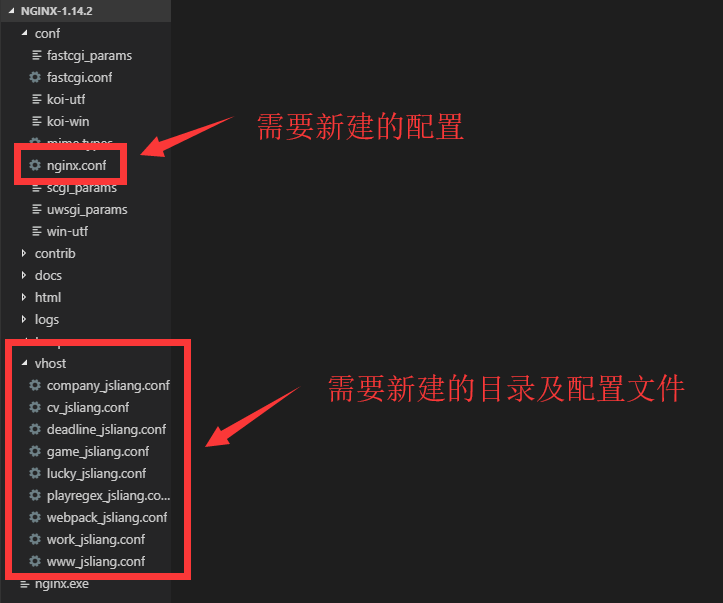 NGINX-1.14.2
conf
fastcgi_params
fastcgi.conf
koi-utf
koi-win
mime.types
需要新建的配置
nginx.conf
scgi_params
uwsgi_params
win-utf
contrib
docs
html
logs
vhost
company_jsliang.conf
需要新建的目录及配置文件
cv_jsliang.conf
deadline_jsliang.conf
game_jsliang.conf
lucky_jsliang.conf
playregex_jsliang.co...
webpack_jsliang.conf
work_jsliang.conf
www_jsliang.conf
nginx.exe